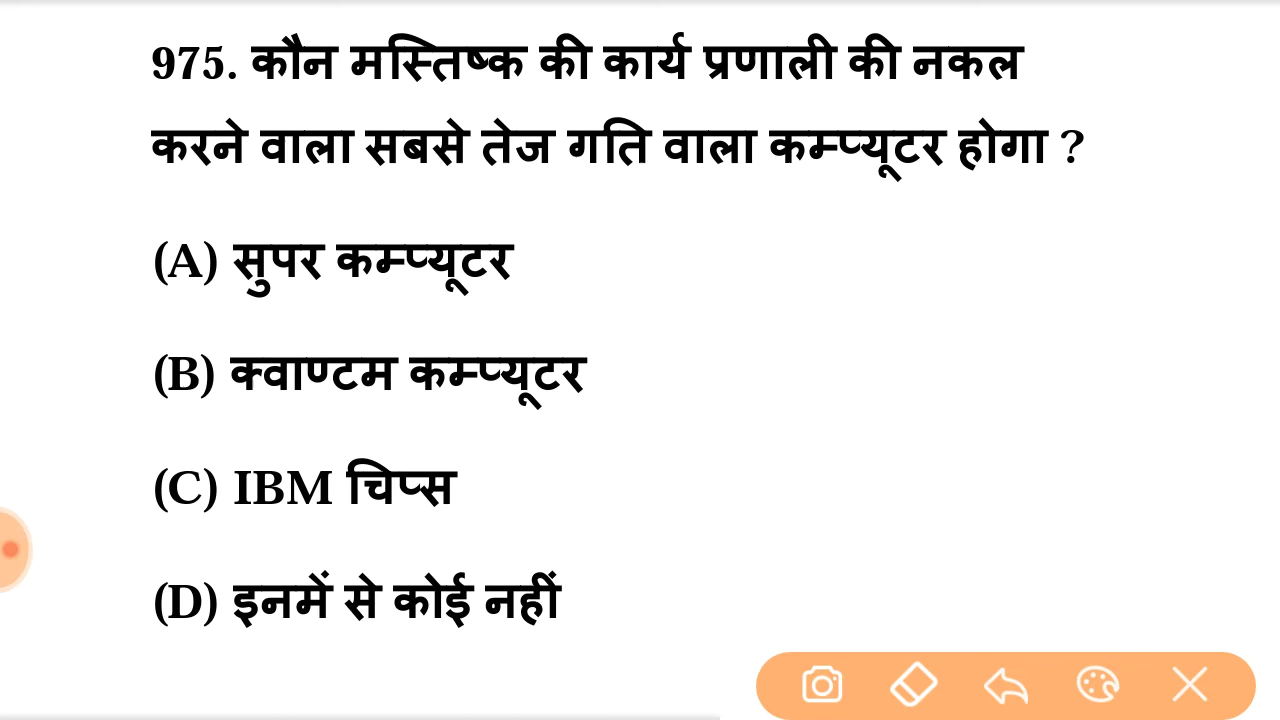 975. कौन मस्तिष्क की कार्य प्रणाली की नकल
करने वाला सबसे तेज गति वाला कम्प्यूटर होगा ?
(A) सुपर कम्प्यूटर
(B) क्वाण्टम कम्प्यूटर
(C) IBM चिप्स
(D) इनमें से कोई नहीं